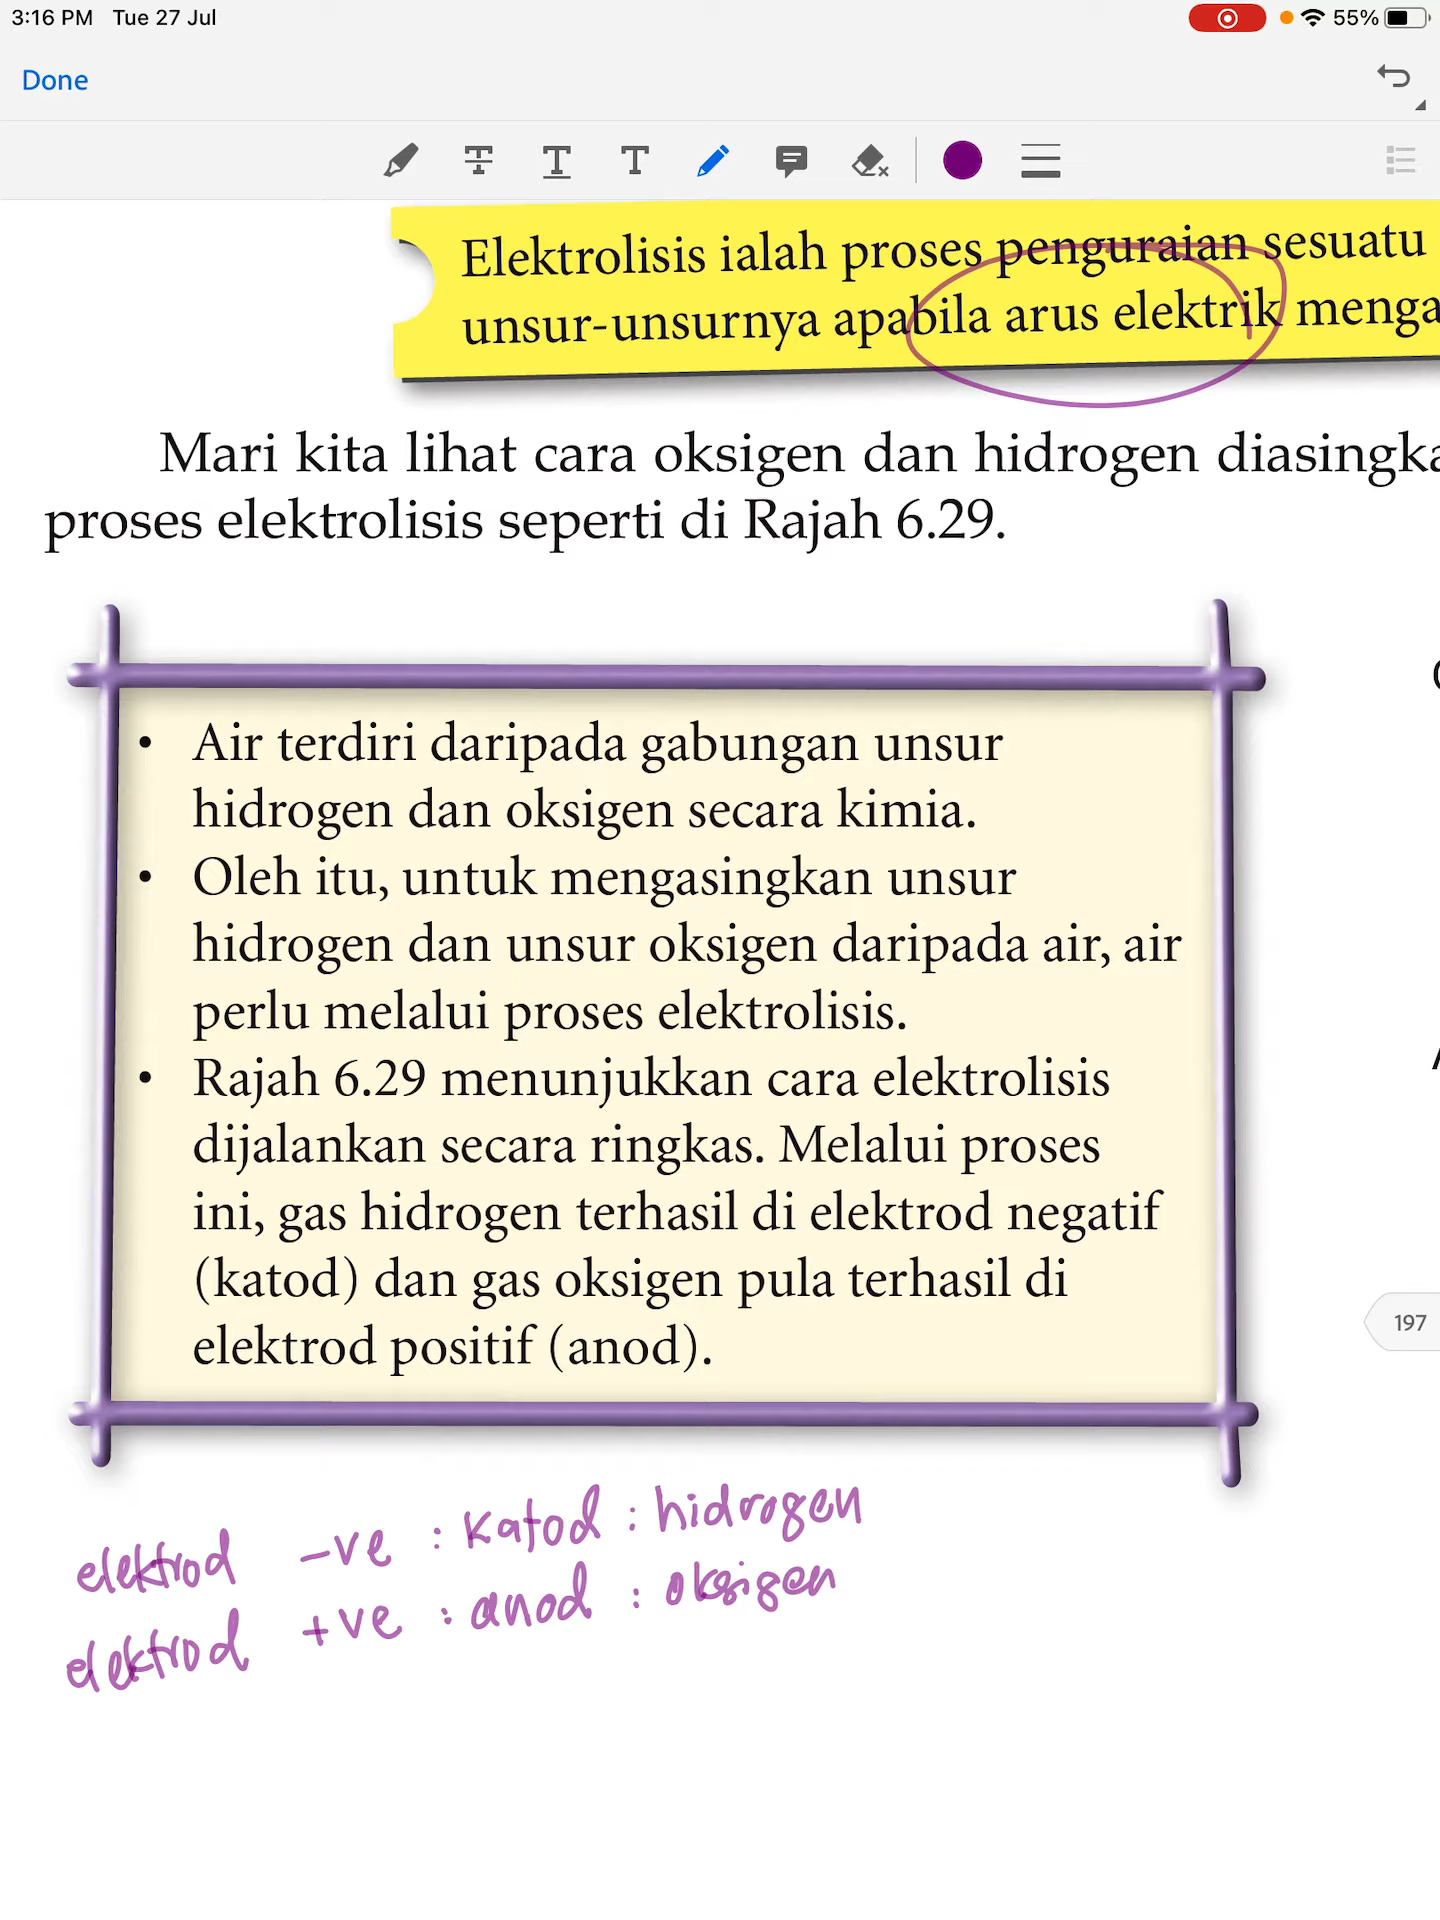 3:16 PM Tue 27 Jul 55%
Done
T T T
Elektrolisis ialah proses penguraian sesuatu
unsur-unsurnya apabila arus elektrik menga
Mari kita lihat cara oksigen dan hidrogen diasingka
proses elektrolisis seperti di Rajah 6.29.
• Air terdiri daripada gabungan unsur
hidrogen dan oksigen secara kimia.
• Oleh itu, untuk mengasingkan unsur
hidrogen dan unsur oksigen daripada air, air
perlu melalui proses elektrolisis.
• Rajah 6.29 menunjukkan cara elektrolisis
dijalankan secara ringkas. Melalui proses
ini, gas hidrogen terhasil di elektrod negatif
(katod) dan gas oksigen pula terhasil di
elektrod positif (anod).
197
elektrod -ve : Katod : hidrogen
elektrod +ve : anod : oksigen